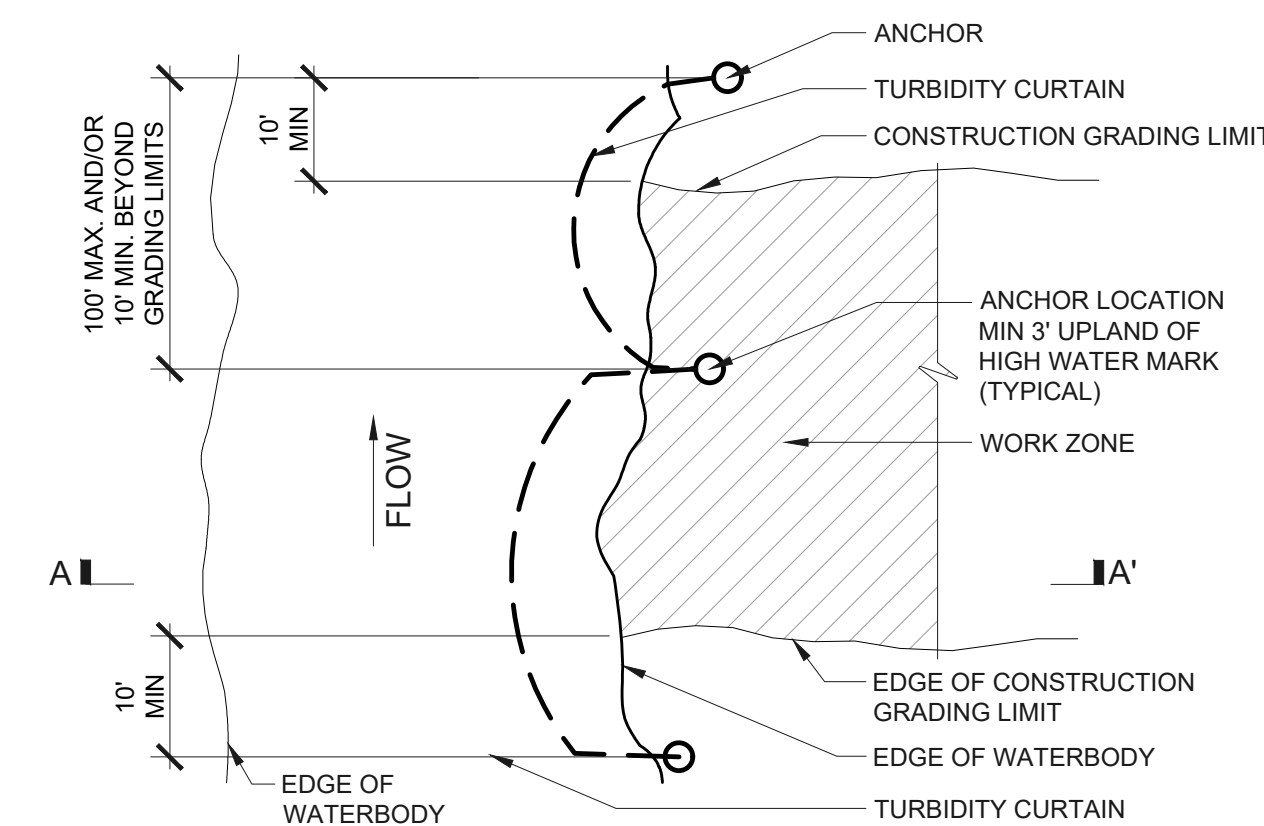 ANCHOR
TURBIDITY CURTAIN
CONSTRUCTION GRADING LIMIT
10'
MIN
100' MAX. AND/OR
10' MIN. BEYOND
GRADING LIMITS
ANCHOR LOCATION
MIN 3' UPLAND OF
HIGH WATER MARK
(TYPICAL)
WORK ZONE
FLOW
A
A'
10'
MIN
EDGE OF CONSTRUCTION
GRADING LIMIT
EDGE OF WATERBODY
EDGE OF
WATERBODY
TURBIDITY CURTAIN